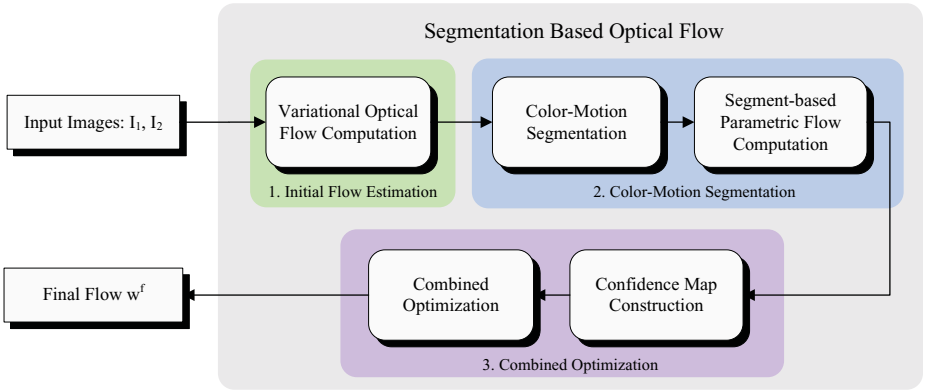 Segmentation Based Optical Flow
Input Images: I₁, I₂
Variational Optical
Flow Computation
1. Initial Flow Estimation
Color-Motion
Segmentation
Segment-based
Parametric Flow
Computation
2. Color-Motion Segmentation
Final Flow wᶠ
Combined
Optimization
Confidence Map
Construction
3. Combined Optimization